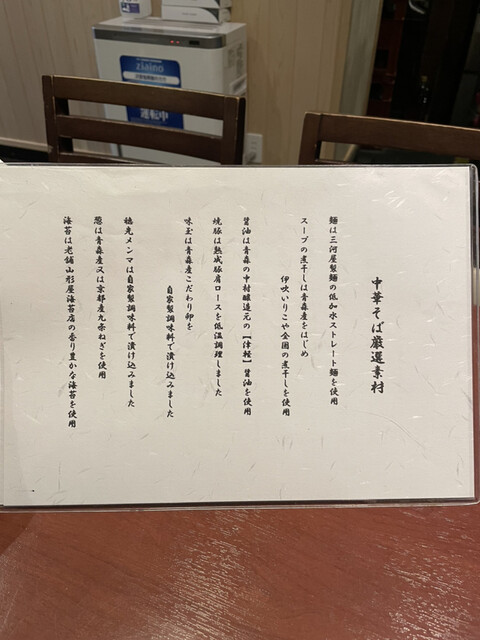 中華そば厳選素材
麺は三河屋製麺の低加水ストレート麺を使用
スープの煮干しは青森産をはじめ
伊吹いりこや全国の煮干しを使用
醤油は青森の中村醸造元の【津軽】醤油を使用
焼豚は熟成豚肩ロースを低温調理しました
味玉は青森産こだわり卵を
自家製調味料で漬け込みました
穂先メンマは自家製調味料で漬け込みました
葱は青森産又は京都産九条ねぎを使用
海苔は老舗山形屋海苔店の香り豊かな海苔を使用
ziaino
運転中